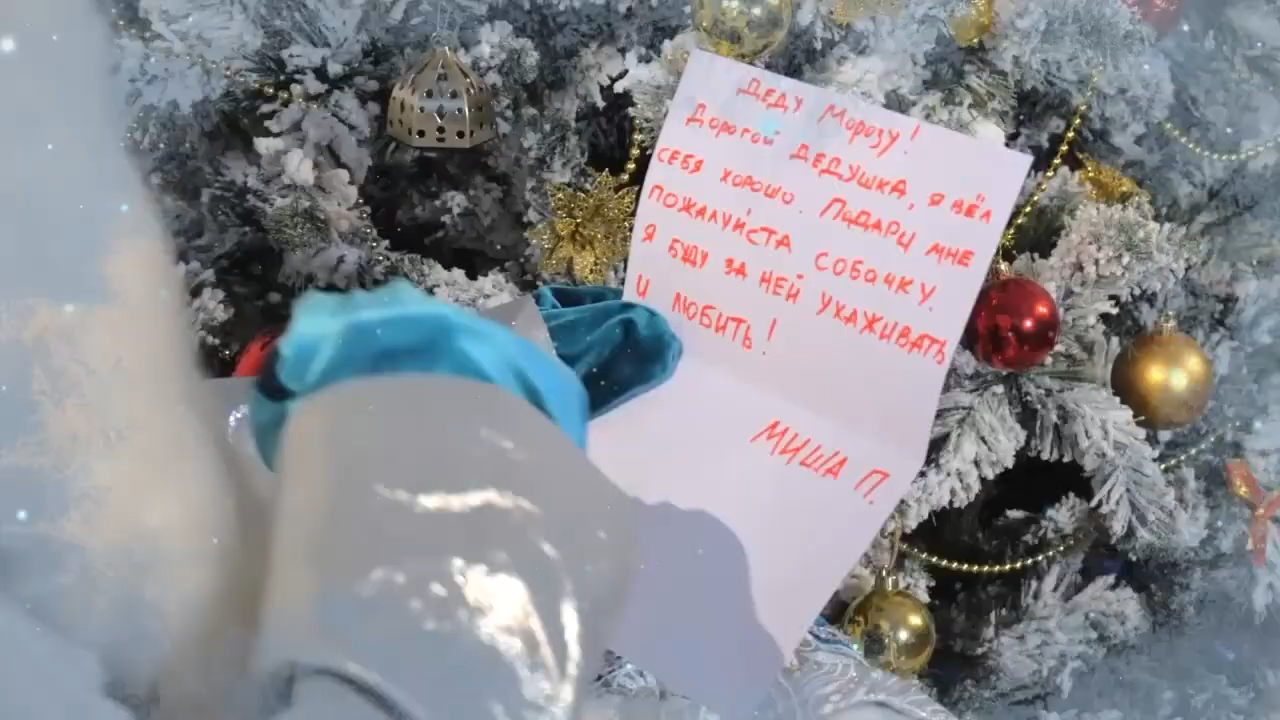 ДЕДУ МОРОЗУ!
ДОРОГОЙ ДЕДУШКА, Я ВЁЛ
СЕБЯ ХОРОШО. ПОДАРИ МНЕ
ПОЖАЛУЙСТА СОБАЧКУ.
Я БУДУ ЗА НЕЙ УХАЖИВАТЬ
И ЛЮБИТЬ!
МИША П.